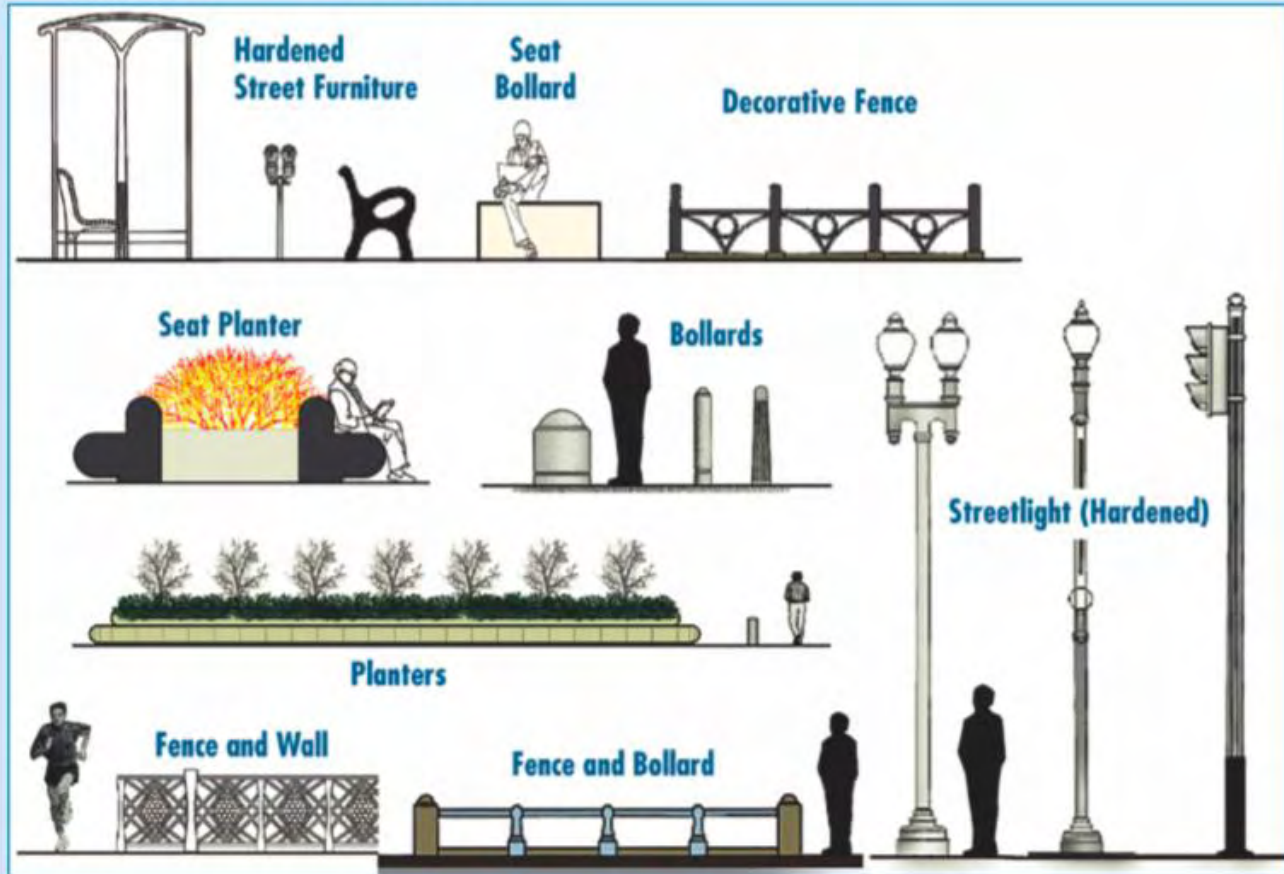 Hardened
Street Furniture
Seat
Bollard
Decorative Fence
Seat Planter
Bollards
Streetlight (Hardened)
Planters
Fence and Wall
Fence and Bollard